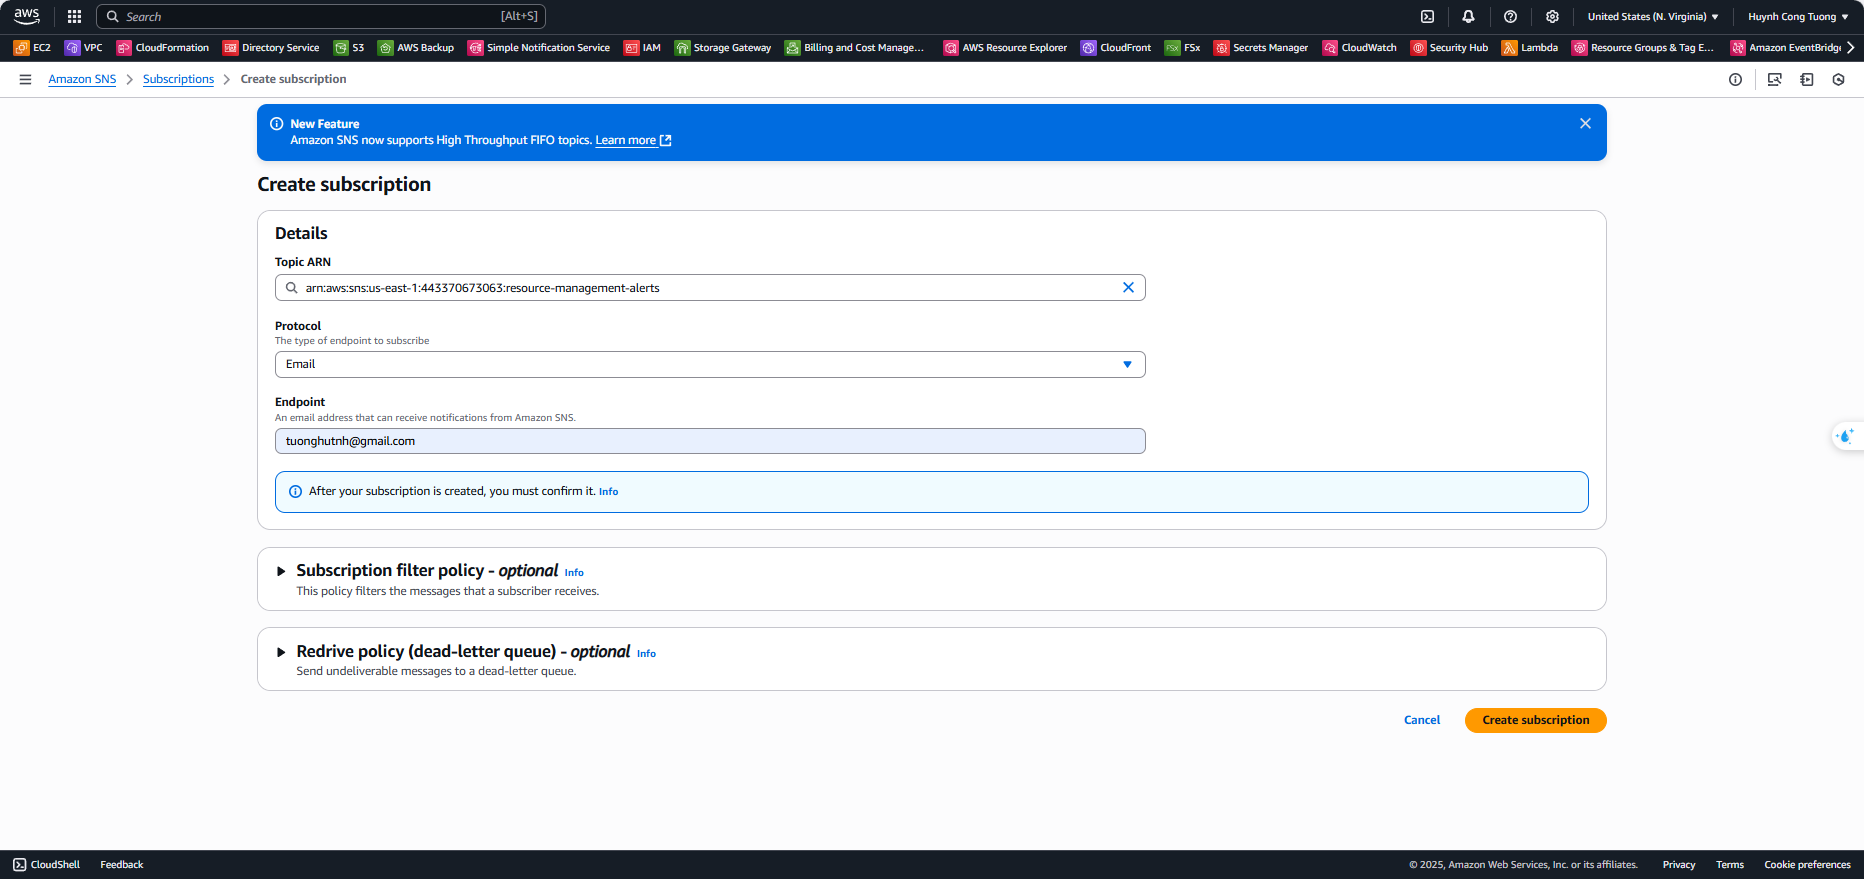 aws
Search [Alt+S]
United States (N. Virginia)
Huynh Cong Tuong
EC2 VPC CloudFormation Directory Service S3 AWS Backup Simple Notification Service IAM Storage Gateway Billing and Cost Manage... AWS Resource Explorer CloudFront FSx FSx Secrets Manager CloudWatch Security Hub Lambda Resource Groups & Tag E... Amazon EventBridge
Amazon SNS Subscriptions Create subscription
New Feature
Amazon SNS now supports High Throughput FIFO topics. Learn more
Create subscription
Details
Topic ARN
arn:aws:sns:us-east-1:443370673063:resource-management-alerts
Protocol
The type of endpoint to subscribe
Email
Endpoint
An email address that can receive notifications from Amazon SNS.
tuonghutnh@gmail.com
After your subscription is created, you must confirm it. Info
Subscription filter policy - optional Info
This policy filters the messages that a subscriber receives.
Redrive policy (dead-letter queue) - optional Info
Send undeliverable messages to a dead-letter queue.
Cancel Create subscription
CloudShell Feedback
© 2025, Amazon Web Services, Inc. or its affiliates. Privacy Terms Cookie preferences